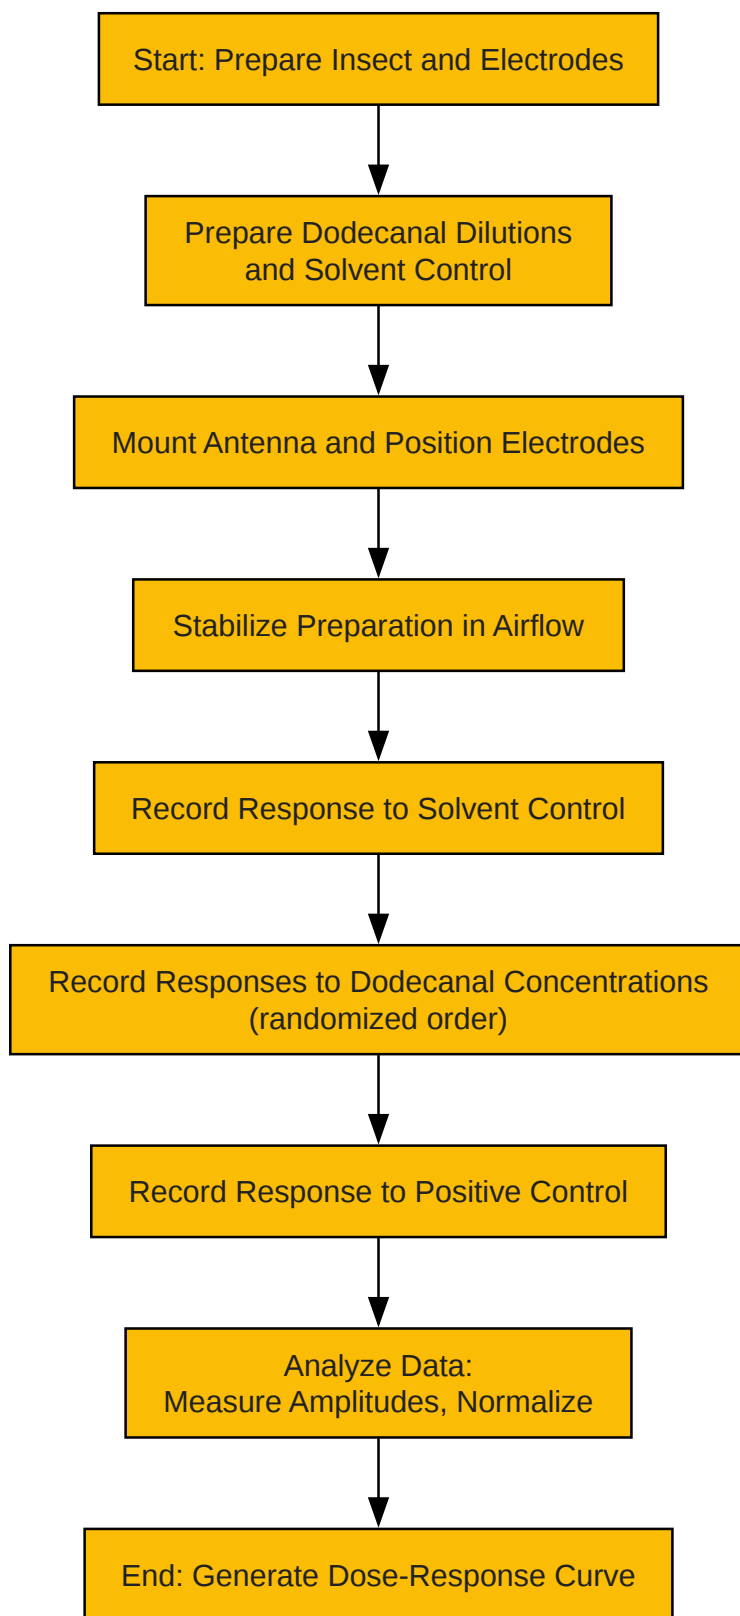 Start: Prepare Insect and Electrodes
Prepare Dodecanal Dilutions
and Solvent Control
Mount Antenna and Position Electrodes
Stabilize Preparation in Airflow
Record Response to Solvent Control
Record Responses to Dodecanal Concentrations
(randomized order)
Record Response to Positive Control
Analyze Data:
Measure Amplitudes, Normalize
End: Generate Dose-Response Curve